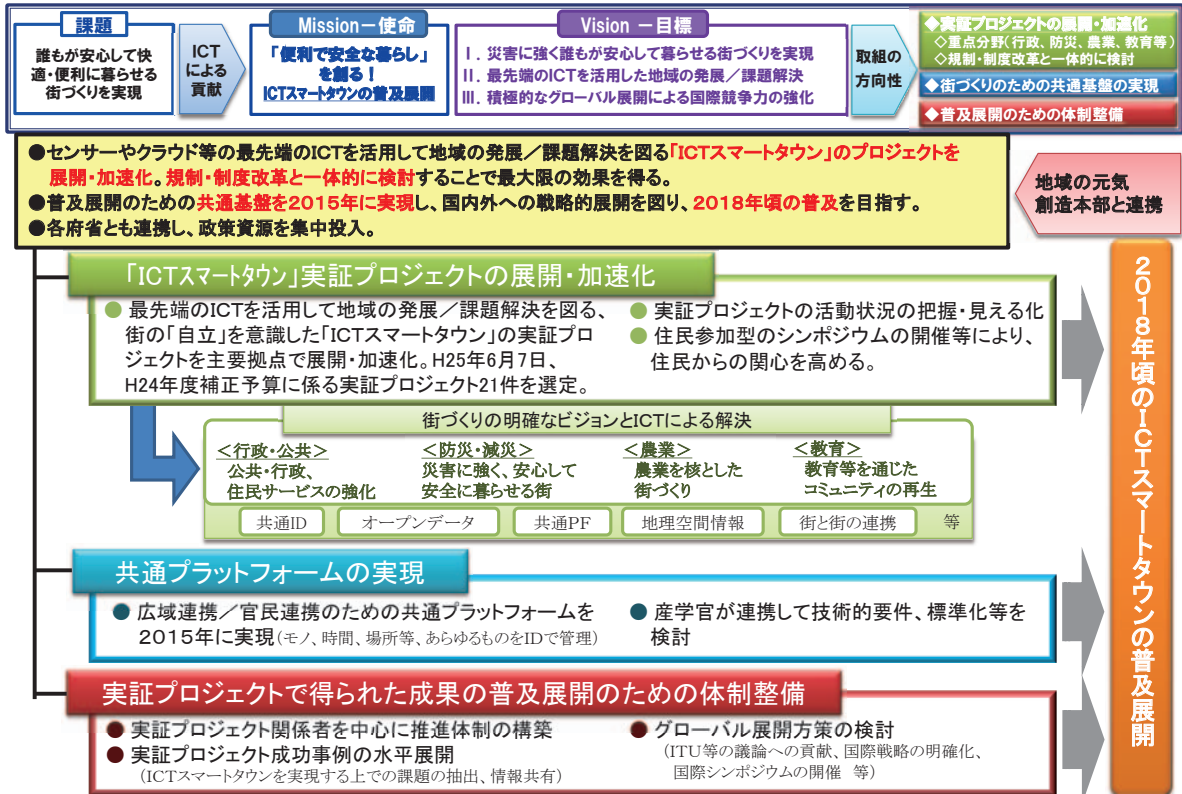 課題
誰もが安心して快
適・便利に暮らせる
街づくりを実現
ICT
による
貢献
Mission－使命
「便利で安全な暮らし」
を創る！
ICTスマートタウンの普及展開
Vision －目標
Ⅰ．災害に強く誰もが安心して暮らせる街づくりを実現
Ⅱ．最先端のICTを活用した地域の発展／課題解決
Ⅲ．積極的なグローバル展開による国際競争力の強化
取組の
方向性
◆実証プロジェクトの展開・加速化
◇重点分野(行政、防災、農業、教育等)
◇規制・制度改革と一体的に検討
◆街づくりのための共通基盤の実現
◆普及展開のための体制整備
●センサーやクラウド等の最先端のICTを活用して地域の発展／課題解決を図る「ICTスマートタウン」のプロジェクトを
展開・加速化。規制・制度改革と一体的に検討することで最大限の効果を得る。
●普及展開のための共通基盤を2015年に実現し、国内外への戦略的展開を図り、2018年頃の普及を目指す。
●各府省とも連携し、政策資源を集中投入。
地域の元気
創造本部と連携
「ICTスマートタウン」実証プロジェクトの展開・加速化
● 最先端のICTを活用して地域の発展／課題解決を図る、
街の「自立」を意識した「ICTスマートタウン」の実証プロ
ジェクトを主要拠点で展開・加速化。H25年6月7日、
H24年度補正予算に係る実証プロジェクト21件を選定。
● 実証プロジェクトの活動状況の把握・見える化
● 住民参加型のシンポジウムの開催等により、
住民からの関心を高める。
街づくりの明確なビジョンとICTによる解決
＜行政・公共＞
公共・行政、
住民サービスの強化
＜防災・減災＞
災害に強く、安心して
安全に暮らせる街
＜農業＞
農業を核とした
街づくり
＜教育＞
教育等を通じた
コミュニティの再生
共通ID
オープンデータ
共通PF
地理空間情報
街と街の連携
等
共通プラットフォームの実現
● 広域連携／官民連携のための共通プラットフォームを
2015年に実現(モノ、時間、場所等、あらゆるものをIDで管理)
● 産学官が連携して技術的要件、標準化等を
検討
実証プロジェクトで得られた成果の普及展開のための体制整備
● 実証プロジェクト関係者を中心に推進体制の構築
● 実証プロジェクト成功事例の水平展開
(ICTスマートタウンを実現する上での課題の抽出、情報共有)
● グローバル展開方策の検討
(ITU等の議論への貢献、国際戦略の明確化、
国際シンポジウムの開催 等)
2018年頃のICTスマートタウンの普及展開